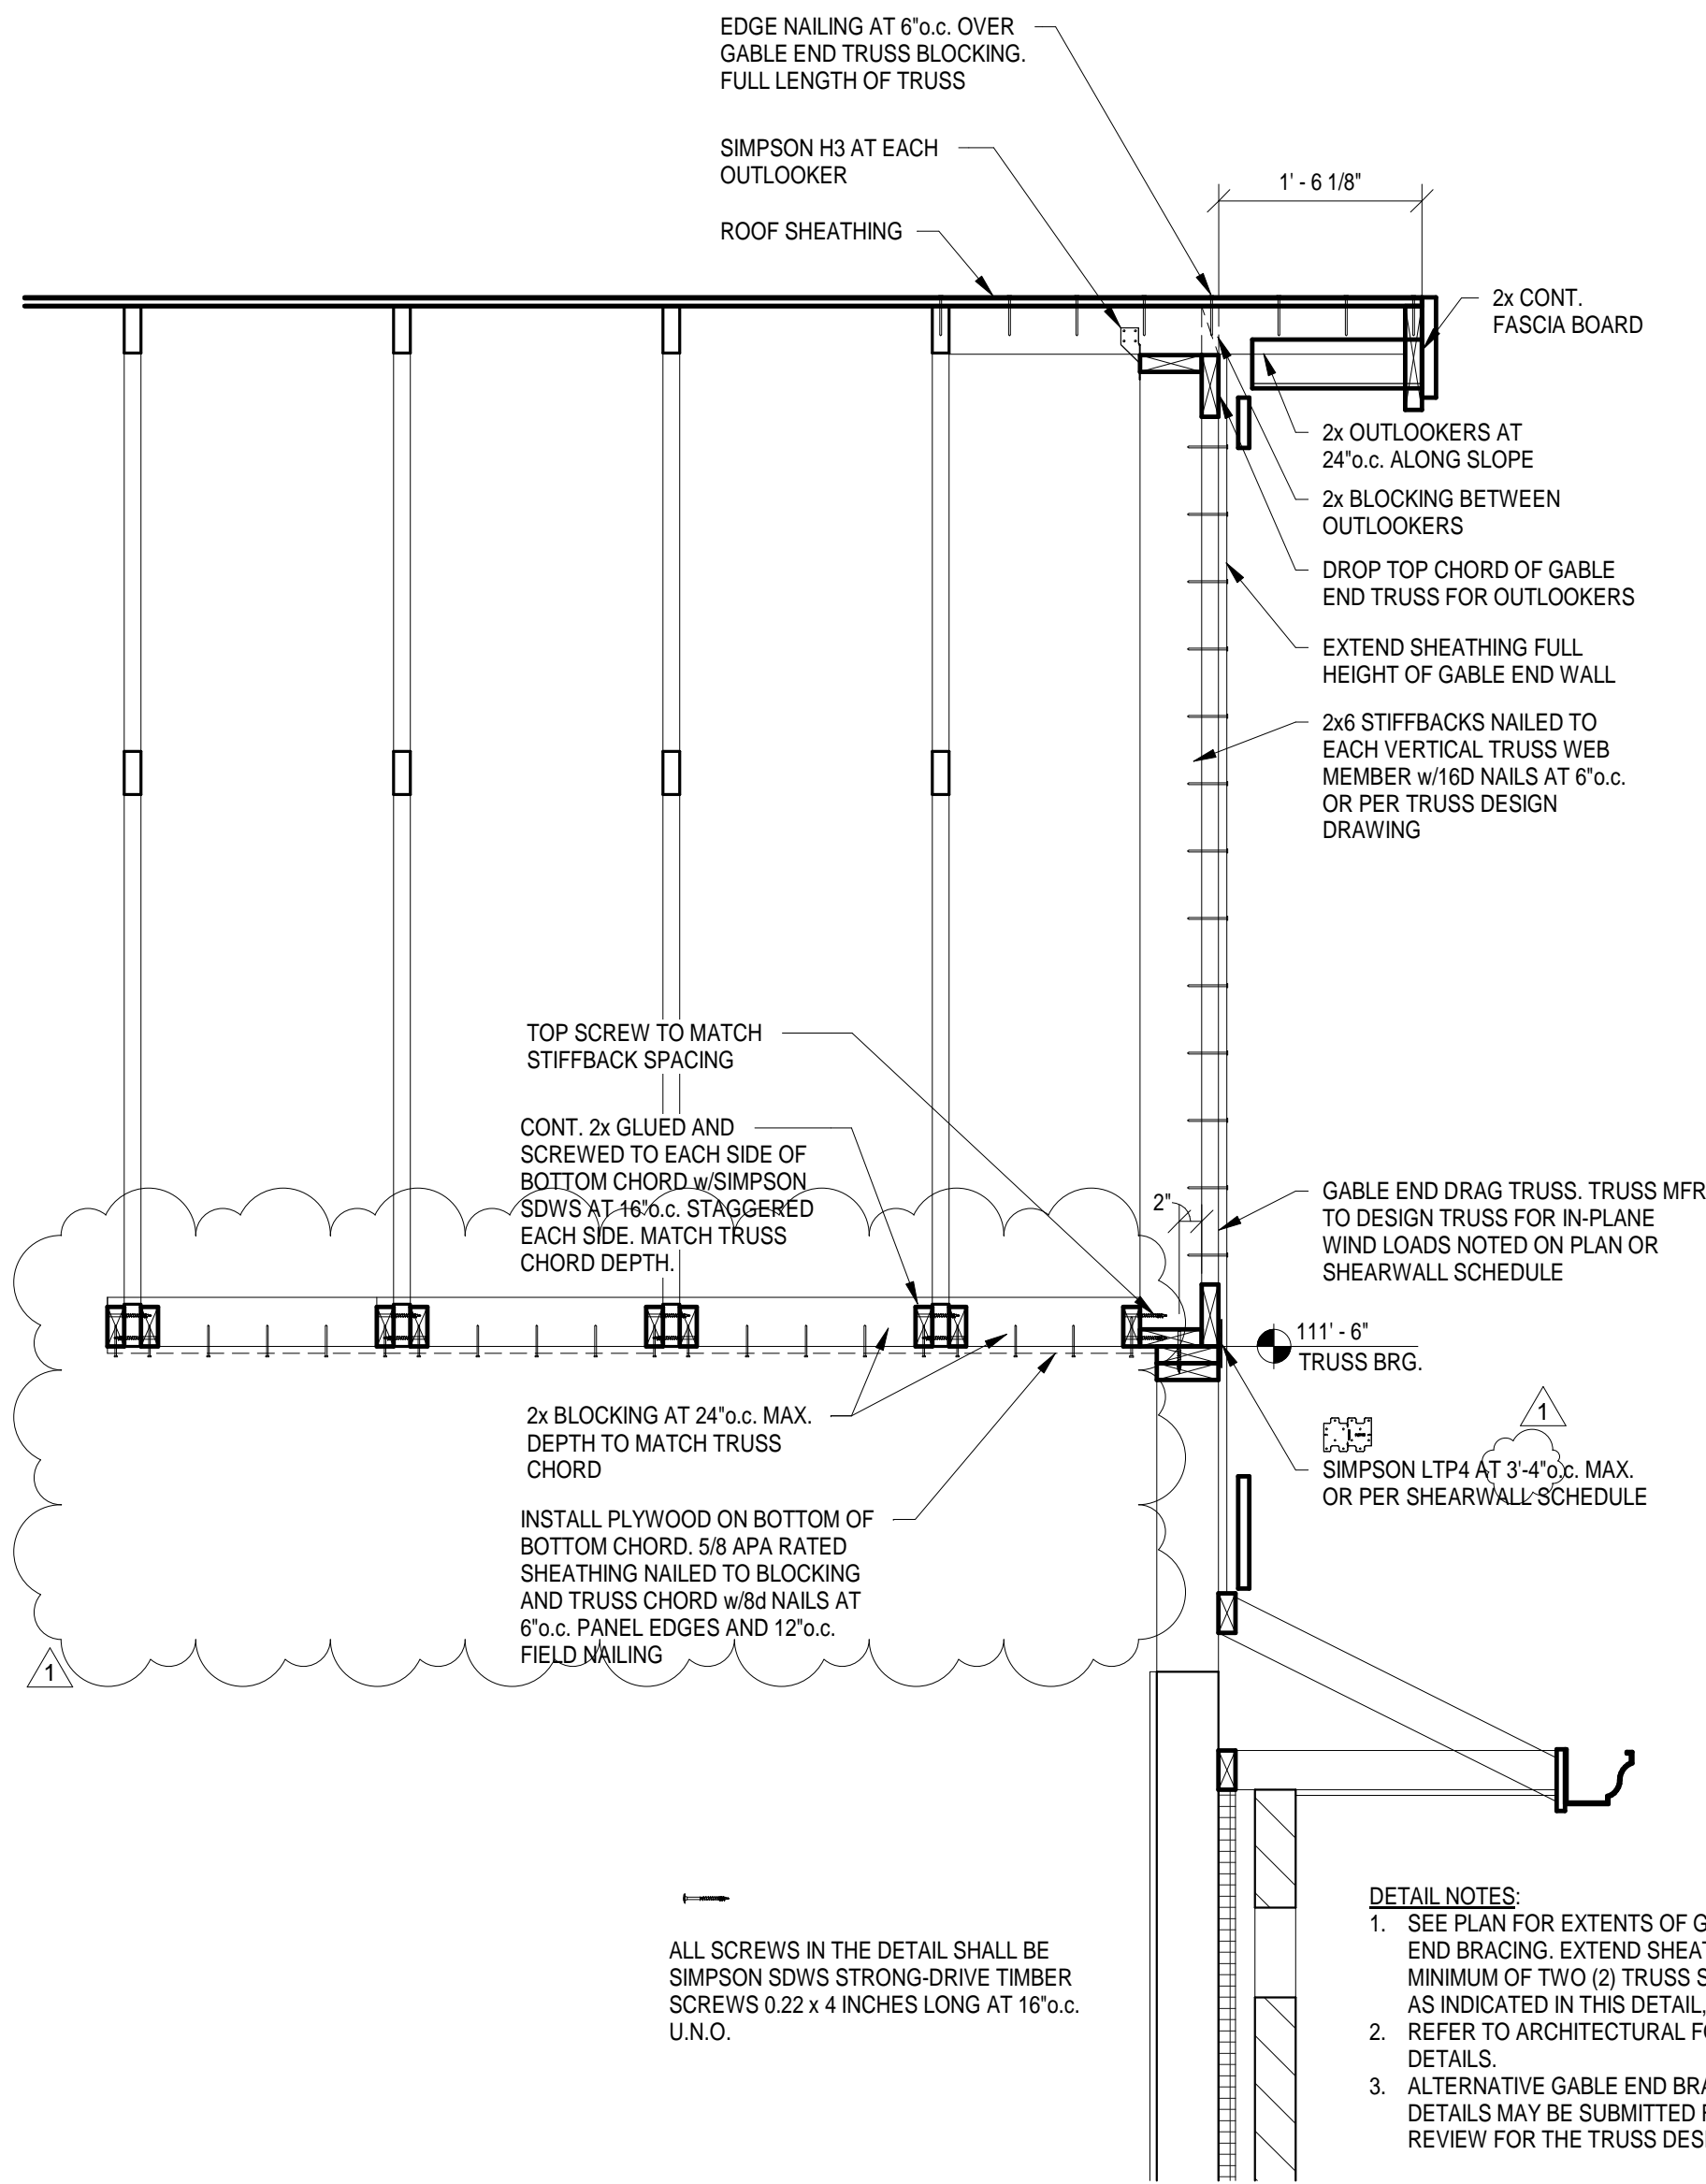 EDGE NAILING AT 6"o.c. OVER
GABLE END TRUSS BLOCKING.
FULL LENGTH OF TRUSS
SIMPSON H3 AT EACH
OUTLOOKER
ROOF SHEATHING
1' - 6 1/8"
2x CONT.
FASCIA BOARD
2x OUTLOOKERS AT
24"o.c. ALONG SLOPE
2x BLOCKING BETWEEN
OUTLOOKERS
DROP TOP CHORD OF GABLE
END TRUSS FOR OUTLOOKERS
EXTEND SHEATHING FULL
HEIGHT OF GABLE END WALL
2x6 STIFFBACKS NAILED TO
EACH VERTICAL TRUSS WEB
MEMBER w/16D NAILS AT 6"o.c.
OR PER TRUSS DESIGN
DRAWING
TOP SCREW TO MATCH
STIFFBACK SPACING
CONT. 2x GLUED AND
SCREWED TO EACH SIDE OF
BOTTOM CHORD w/SIMPSON
SDWS AT 16"o.c. STAGGERED
EACH SIDE. MATCH TRUSS
CHORD DEPTH.
2"
GABLE END DRAG TRUSS. TRUSS MFR
TO DESIGN TRUSS FOR IN-PLANE
WIND LOADS NOTED ON PLAN OR
SHEARWALL SCHEDULE
111' - 6"
TRUSS BRG.
2x BLOCKING AT 24"o.c. MAX.
DEPTH TO MATCH TRUSS
CHORD
1
SIMPSON LTP4 AT 3'-4"o.c. MAX.
OR PER SHEARWALL SCHEDULE
INSTALL PLYWOOD ON BOTTOM OF
BOTTOM CHORD. 5/8 APA RATED
SHEATHING NAILED TO BLOCKING
AND TRUSS CHORD w/8d NAILS AT
6"o.c. PANEL EDGES AND 12"o.c.
FIELD NAILING
1
ALL SCREWS IN THE DETAIL SHALL BE
SIMPSON SDWS STRONG-DRIVE TIMBER
SCREWS 0.22 x 4 INCHES LONG AT 16"o.c.
U.N.O.
DETAIL NOTES:
1. SEE PLAN FOR EXTENTS OF G
END BRACING. EXTEND SHEAT
MINIMUM OF TWO (2) TRUSS S
AS INDICATED IN THIS DETAIL,
2. REFER TO ARCHITECTURAL FO
DETAILS.
3. ALTERNATIVE GABLE END BRA
DETAILS MAY BE SUBMITTED F
REVIEW FOR THE TRUSS DESI